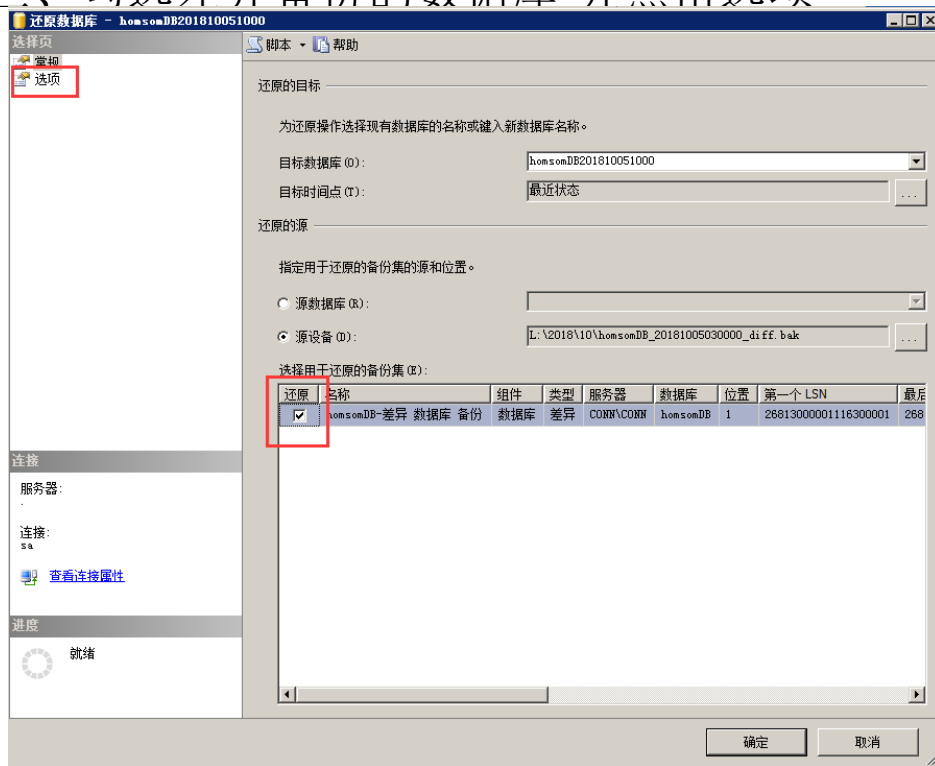 还原数据库 - homsomDB201810051000
选择页
常规
选项
脚本
帮助
还原的目标
为还原操作选择现有数据库的名称或键入新数据库名称。
目标数据库(O):
homsomDB201810051000
目标时间点(T):
最近状态
...
还原的源
指定用于还原的备份集的源和位置。
源数据库(R):
源设备(D):
L:\2018\10\homsomDB_20181005030000_diff.bak
...
选择用于还原的备份集(E):
还原 名称 组件 类型 服务器 数据库 位置 第一个 LSN 最后
homsomDB-差异 数据库 备份 数据库 差异 CONN\CONN homsomDB 1 26813000001116300001 268
连接
服务器:
.
连接:
sa
查看连接属性
进度
就绪
确定
取消